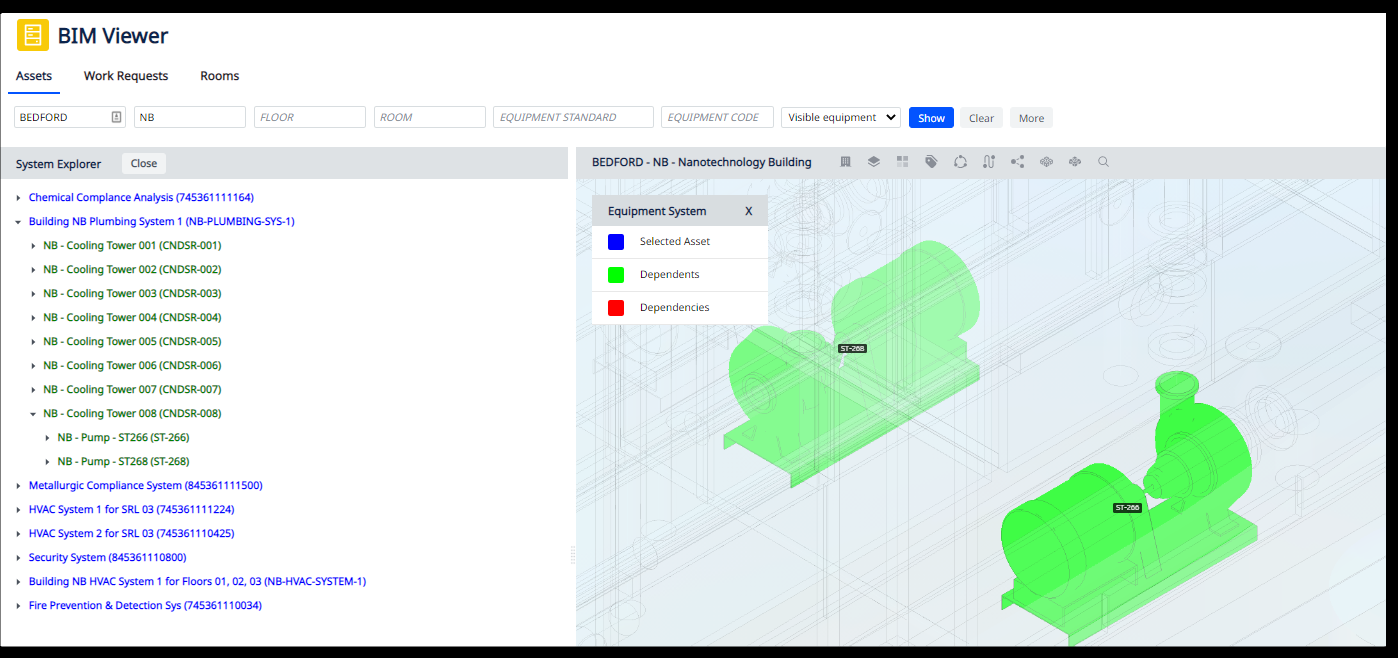 BIM Viewer
Assets Work Requests Rooms
BEDFORD NB FLOOR ROOM EQUIPMENT STANDARD EQUIPMENT CODE Visible equipment Show Clear More
System Explorer Close
Chemical Complance Analysis (745361111164)
Building NB Plumbing System 1 (NB-PLUMBING-SYS-1)
NB - Cooling Tower 001 (CNDSR-001)
NB - Cooling Tower 002 (CNDSR-002)
NB - Cooling Tower 003 (CNDSR-003)
NB - Cooling Tower 004 (CNDSR-004)
NB - Cooling Tower 005 (CNDSR-005)
NB - Cooling Tower 006 (CNDSR-006)
NB - Cooling Tower 007 (CNDSR-007)
NB - Cooling Tower 008 (CNDSR-008)
NB - Pump - ST266 (ST-266)
NB - Pump - ST268 (ST-268)
Metallurgic Compliance System (845361111500)
HVAC System 1 for SRL 03 (745361111224)
HVAC System 2 for SRL 03 (745361110425)
Security System (845361110800)
Building NB HVAC System 1 for Floors 01, 02, 03 (NB-HVAC-SYSTEM-1)
Fire Prevention & Detection Sys (745361110034)
BEDFORD - NB - Nanotechnology Building
Equipment System X
Selected Asset
Dependents
Dependencies
ST-268
ST-266